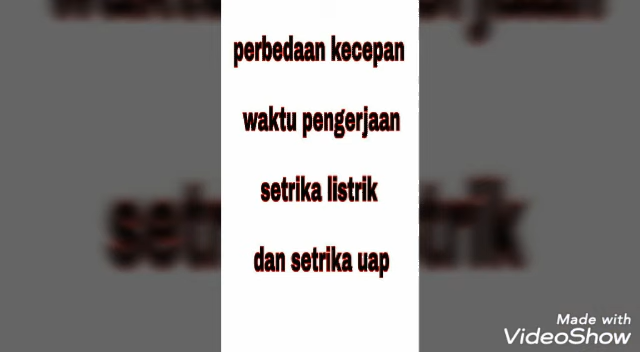 perbedaan kecepan
waktu pengerjaan
setrika listrik
dan setrika uap
Made with
VideoShow